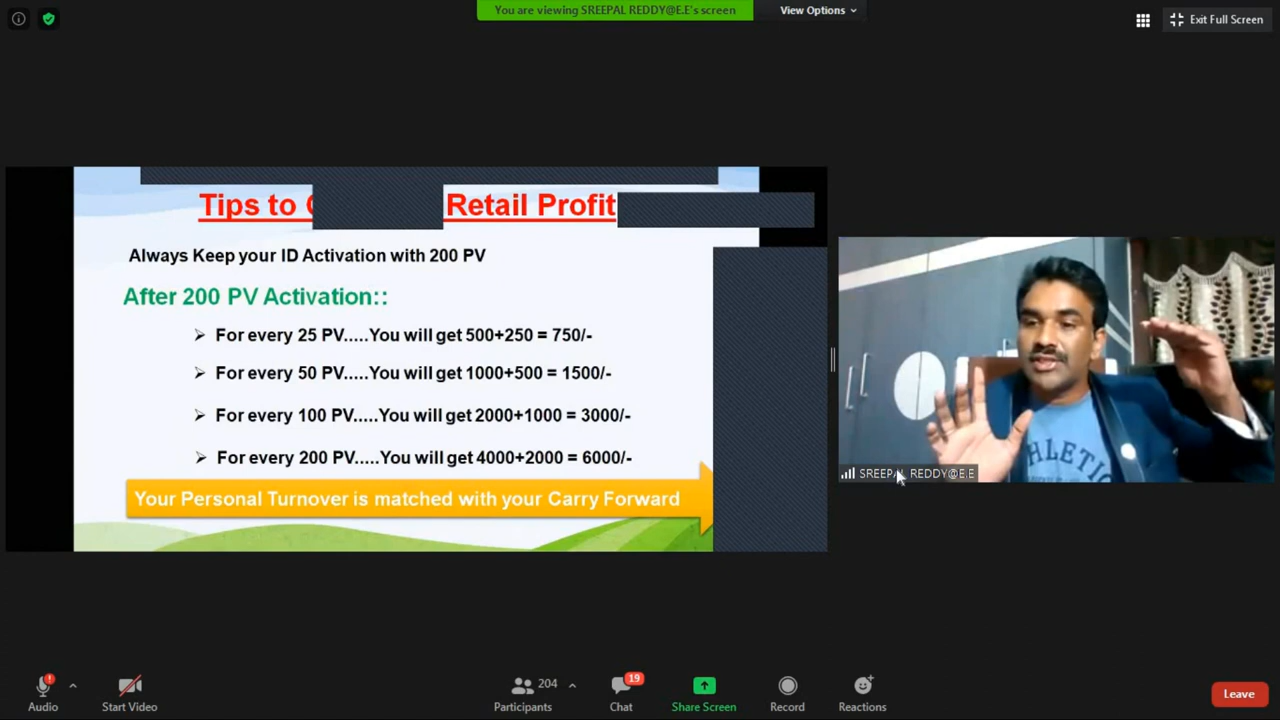 You are viewing SREEPAL REDDY@E.E's screen
View Options
Exit Full Screen
Tips to
Retail Profit
Always Keep your ID Activation with 200 PV
After 200 PV Activation::
➢ For every 25 PV.....You will get 500+250 = 750/-
➢ For every 50 PV.....You will get 1000+500 = 1500/-
➢ For every 100 PV.....You will get 2000+1000 = 3000/-
➢ For every 200 PV.....You will get 4000+2000 = 6000/-
Your Personal Turnover is matched with your Carry Forward
SREEPAL REDDY@E.E
Audio
Start Video
204
Participants
19
Chat
Share Screen
Record
Reactions
Leave